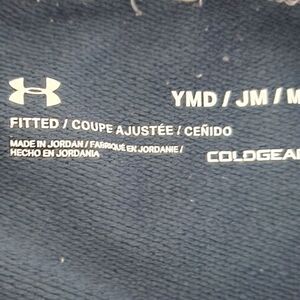 YMD / JM / M
FITTED / COUPE AJUSTÉE / CEÑIDO
MADE IN JORDAN / FABRIQUÉ EN JORDANIE /
HECHO EN JORDANIA
COLDGEAR